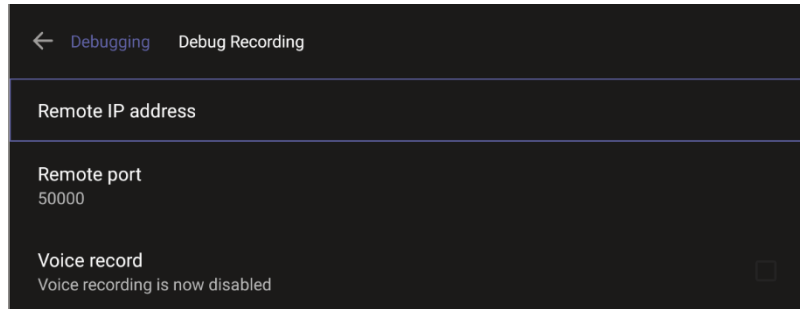 Debugging Debug Recording
Remote IP address
Remote port
50000
Voice record
Voice recording is now disabled